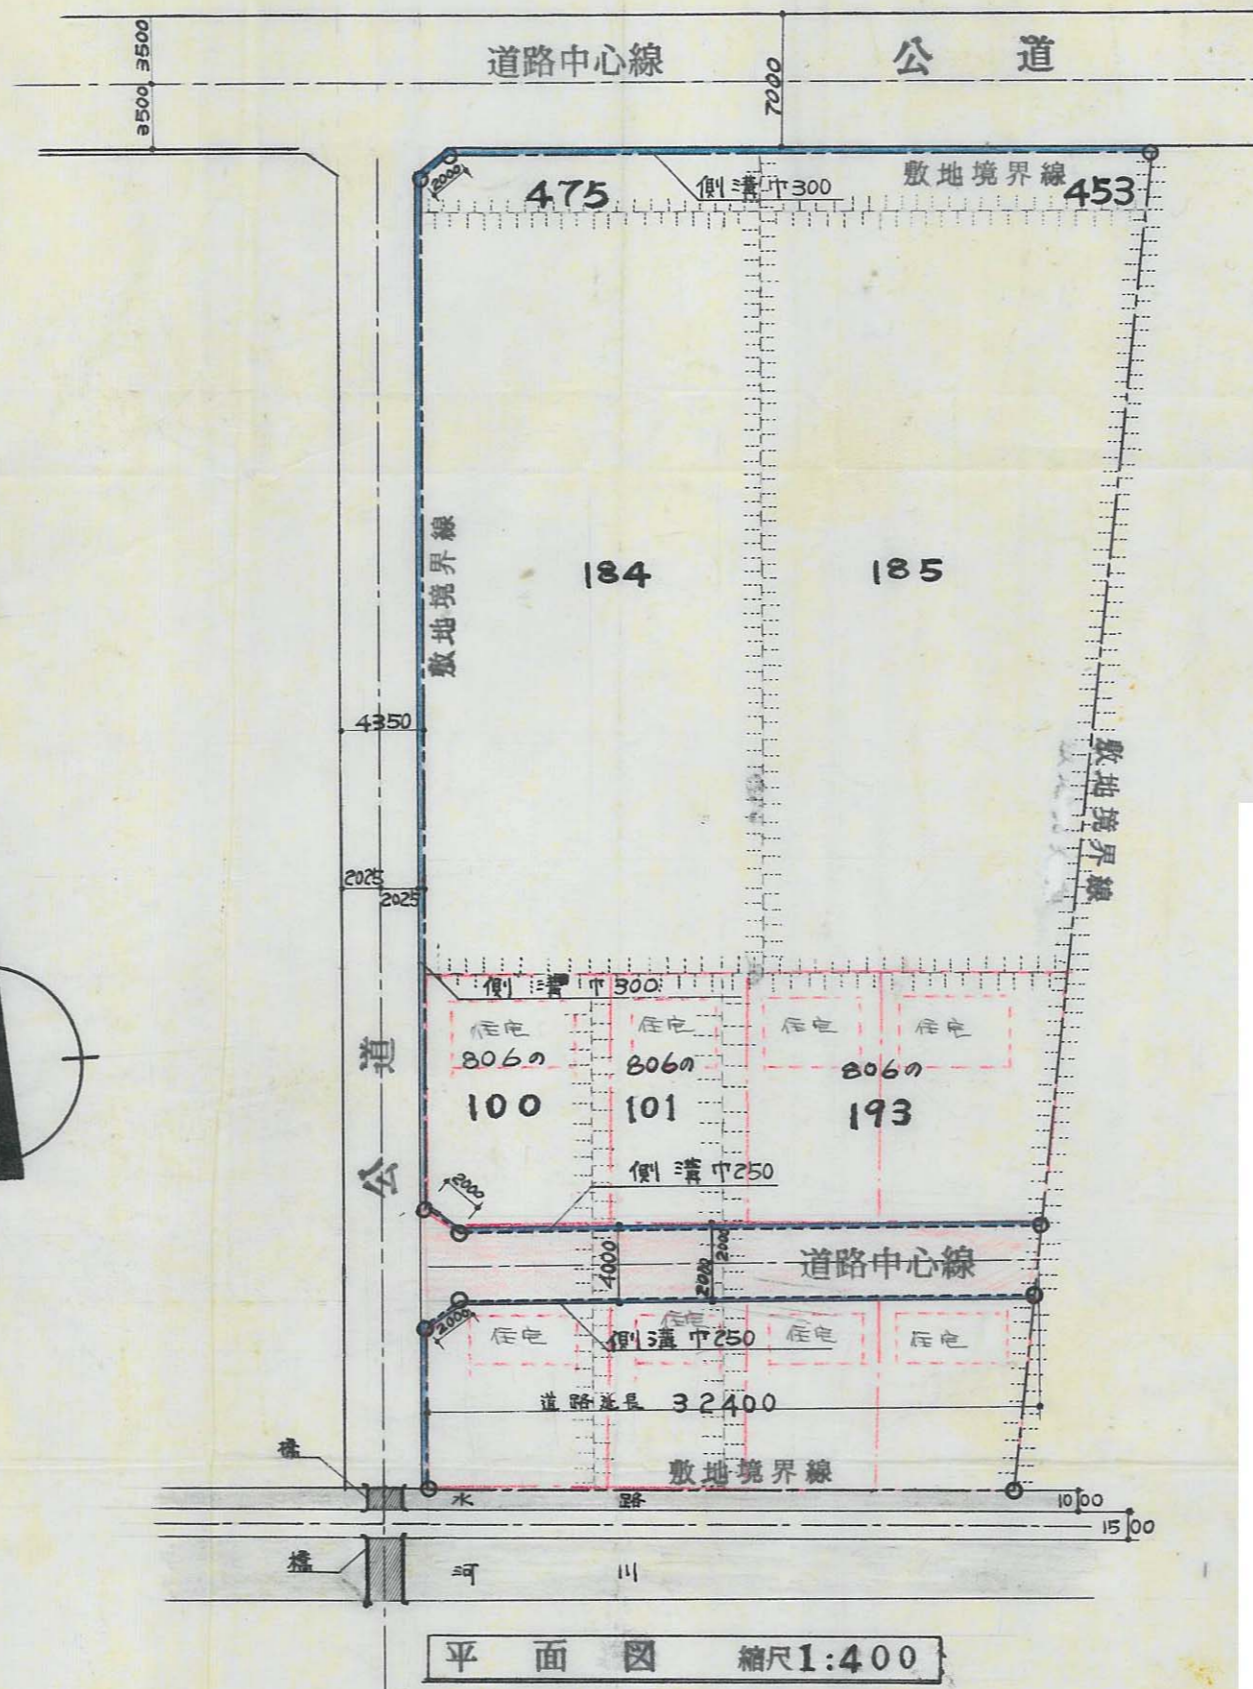 3500
3500
道路中心線
7000
公道
2000
475
側溝巾300
敷地境界線
453
敷地境界線
184
185
4350
敷地境界線
2025
2025
側溝巾300
住宅
住宅
住宅
住宅
806の
806の
806の
100
101
193
公道
2000
側溝巾250
4000
2000
2000
道路中心線
2000
住宅
住宅
住宅
住宅
側溝巾250
道路延長 32400
敷地境界線
橋
水路
1000
1500
橋
河川
平面図 縮尺1:400